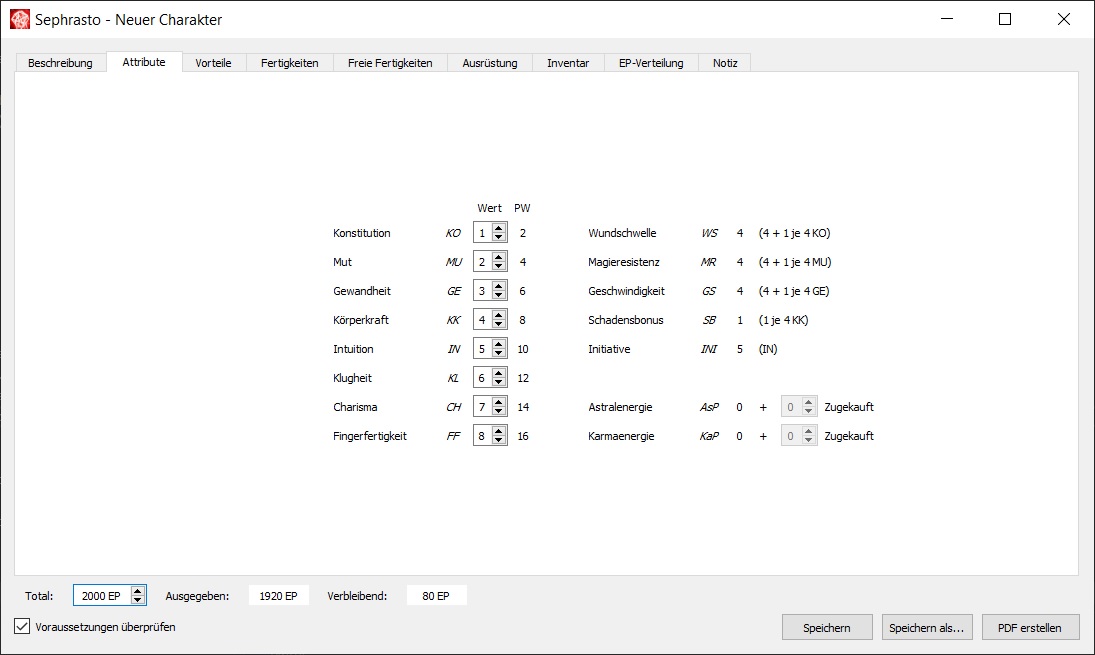 Sephrasto - Neuer Charakter
Beschreibung Attribute Vorteile Fertigkeiten Freie Fertigkeiten Ausrüstung Inventar EP-Verteilung Notiz
Wert PW
Konstitution KO 1 2 Wundschwelle WS 4 (4 + 1 je 4 KO)
Mut MU 2 4 Magieresistenz MR 4 (4 + 1 je 4 MU)
Gewandheit GE 3 6 Geschwindigkeit GS 4 (4 + 1 je 4 GE)
Körperkraft KK 4 8 Schadensbonus SB 1 (1 je 4 KK)
Intuition IN 5 10 Initiative INI 5 (IN)
Klugheit KL 6 12
Charisma CH 7 14 Astralenergie AsP 0 + 0 Zugekauft
Fingerfertigkeit FF 8 16 Karmaenergie KaP 0 + 0 Zugekauft
Total: 2000 EP Ausgegeben: 1920 EP Verbleibend: 80 EP
Voraussetzungen überprüfen Speichern Speichern als... PDF erstellen